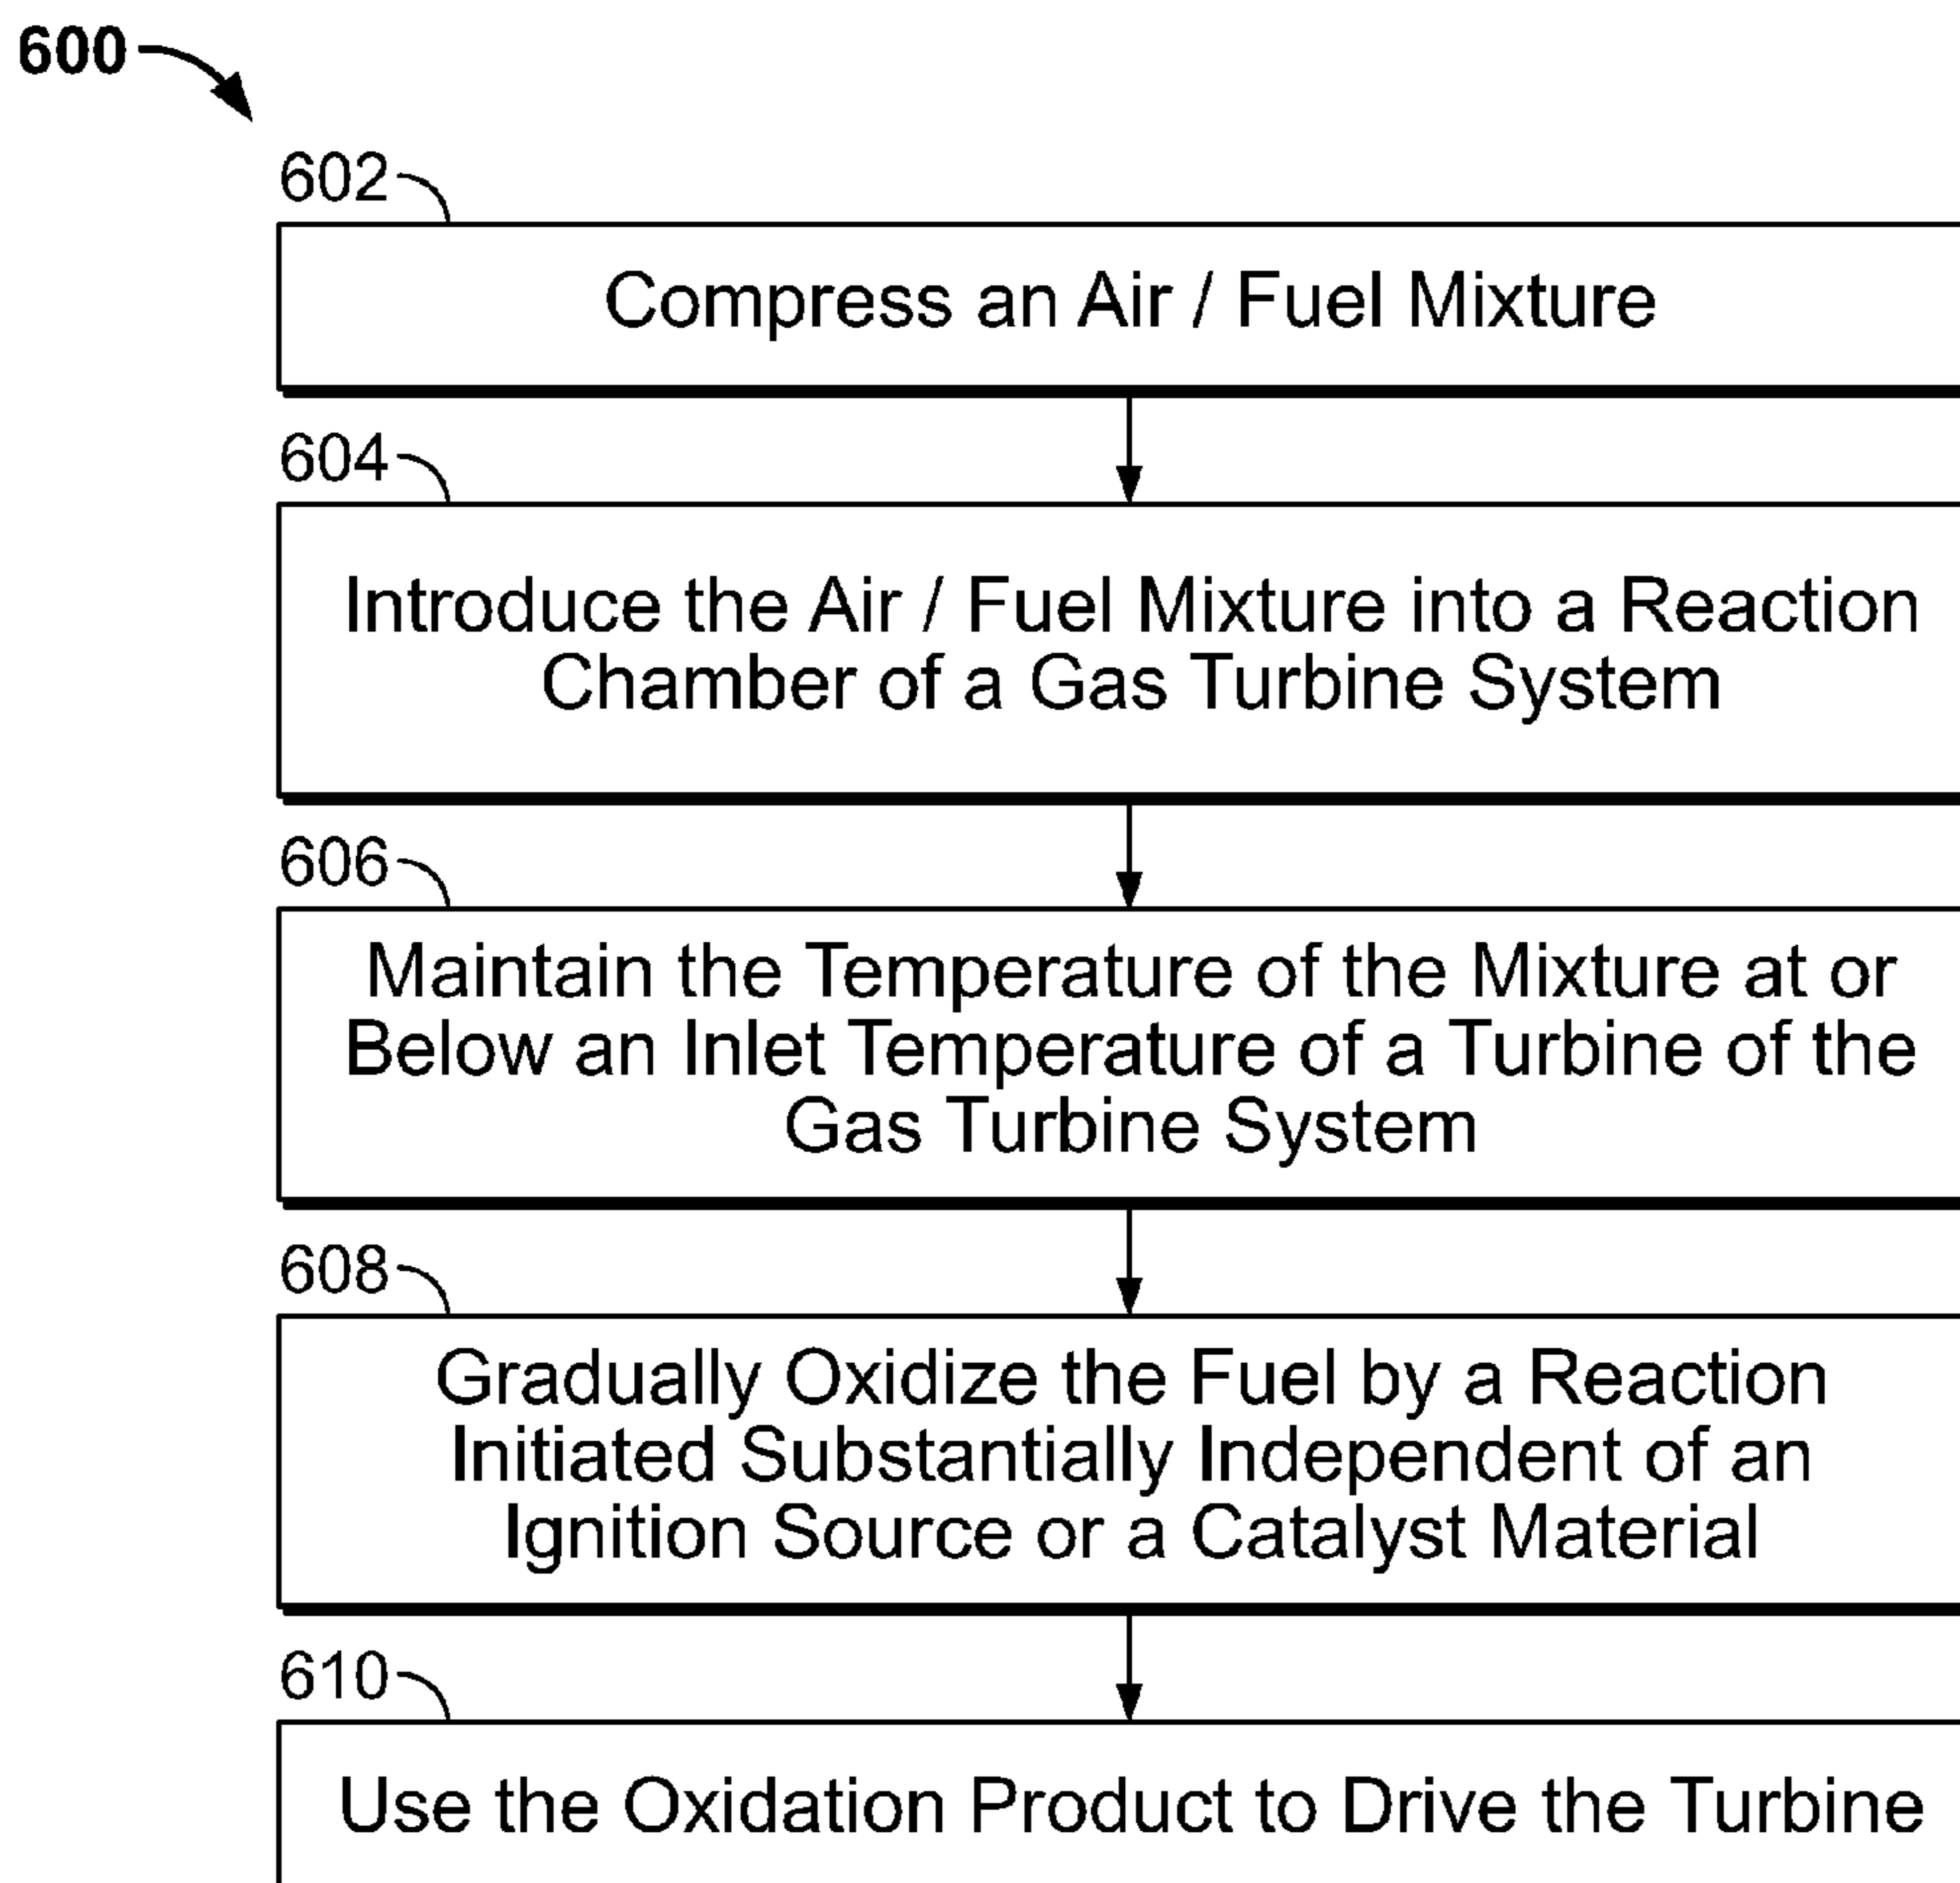 600
602
Compress an Air / Fuel Mixture
604
Introduce the Air / Fuel Mixture into a Reaction
Chamber of a Gas Turbine System
606
Maintain the Temperature of the Mixture at or
Below an Inlet Temperature of a Turbine of the
Gas Turbine System
608
Gradually Oxidize the Fuel by a Reaction
Initiated Substantially Independent of an
Ignition Source or a Catalyst Material
610
Use the Oxidation Product to Drive the Turbine